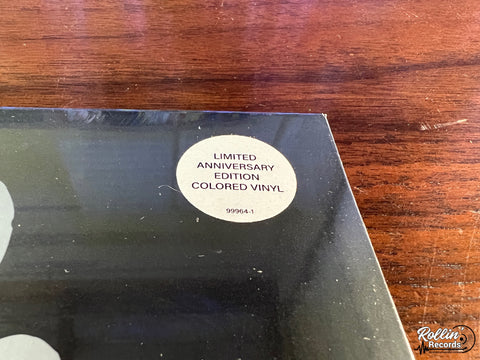 LIMITED
ANNIVERSARY
EDITION
COLORED VINYL
99964-1
Rollin'
Records